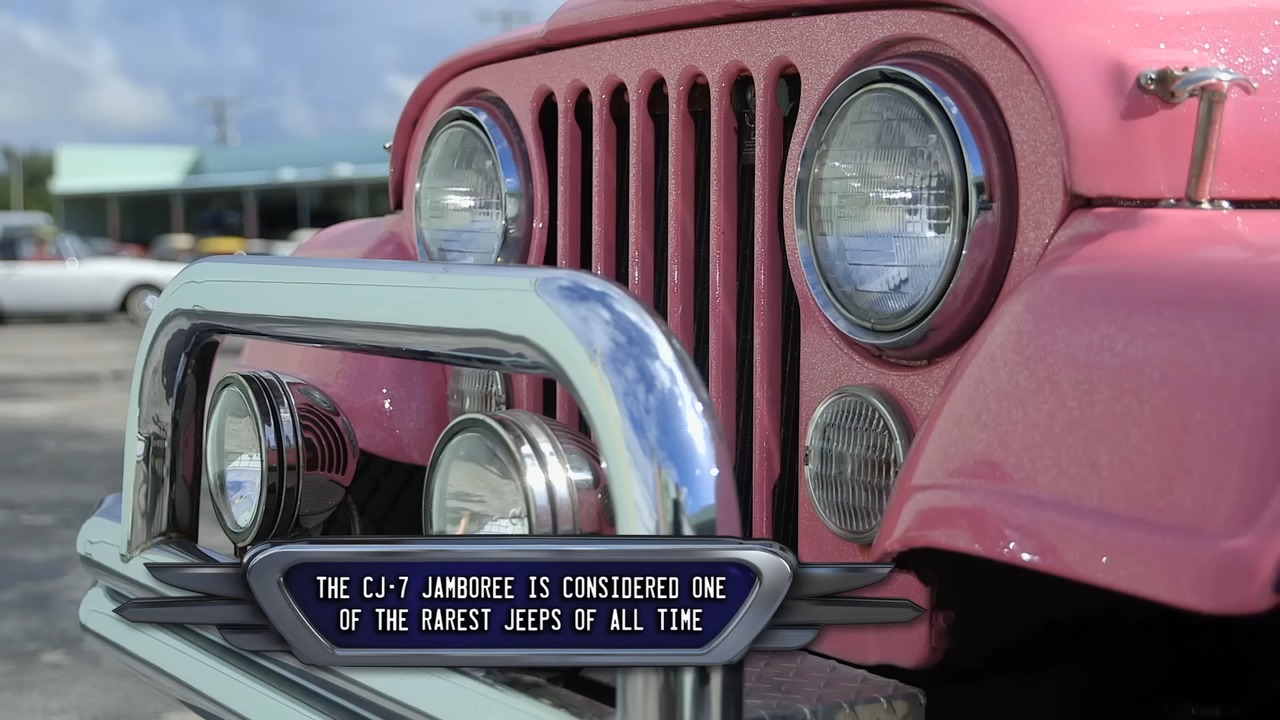 THE CJ-7 JAMBOREE IS CONSIDERED ONE
OF THE RAREST JEEPS OF ALL TIME